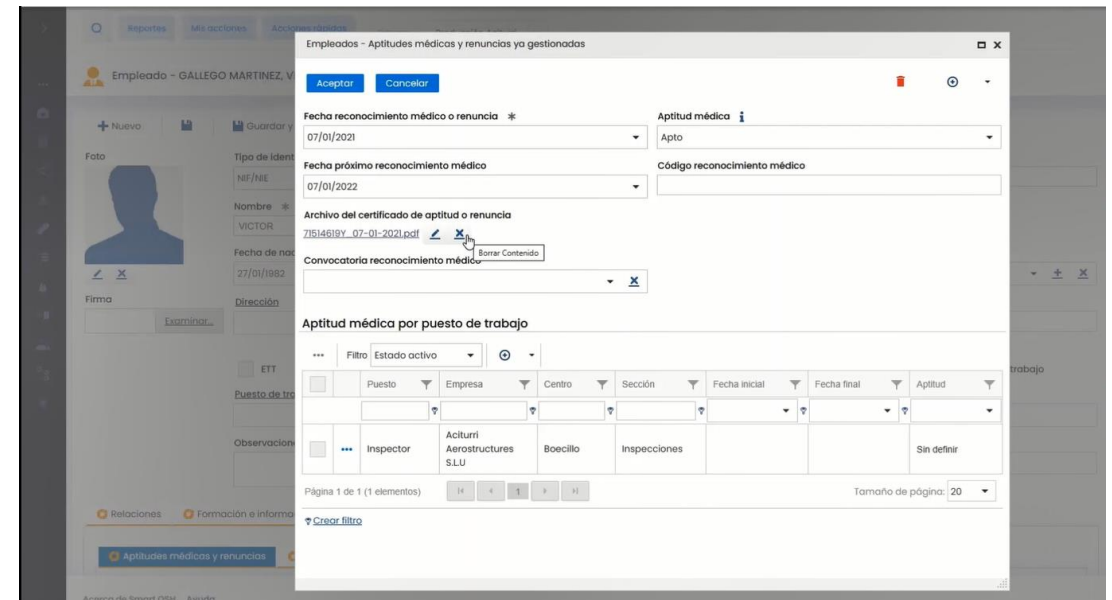 Reportes Mis acciones Acciones rápidas
Empleados - Aptitudes médicas y renuncias ya gestionadas
Empleado - GALLEGO MARTINEZ, V
Aceptar Cancelar
Nuevo Guardar y
Fecha reconocimiento médico o renuncia * Aptitud médica i
07/01/2021 Apto
Foto Tipo de ident
Fecha próximo reconocimiento médico Código reconocimiento médico
NIF/NIE
07/01/2022
Nombre *
Archivo del certificado de aptitud o renuncia
VICTOR
71514619Y_07-01-2021.pdf
Borrar Contenido
Fecha de nac
Convocatoria reconocimiento médico
27/01/1982
Firma Dirección
Examinar...
Aptitud médica por puesto de trabajo
Filtro Estado activo
ETT trabajo
Puesto Empresa Centro Sección Fecha inicial Fecha final Aptitud
Puesto de tra
Observacion
Inspector Aciturri Aerostructures S.L.U Boecillo Inspecciones Sin definir
Página 1 de 1 (1 elementos) 1 Tamaño de página: 20
Relaciones Formación e informa
Crear filtro
Aptitudes médicas y renuncias
Acerca de Smart OSH Ayuda